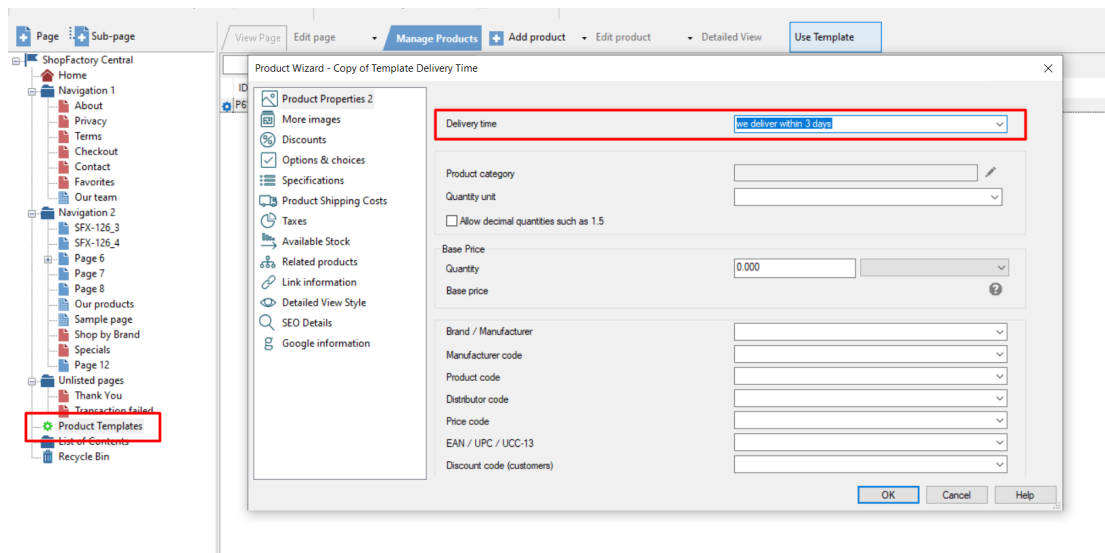 Page Sub-page
View Page Edit page Manage Products Add product Edit product Detailed View Use Template
ShopFactory Central
Home
Navigation 1
About
Privacy
Terms
Checkout
Contact
Favorites
Our team
Navigation 2
SFX-126_3
SFX-126_4
Page 6
Page 7
Page 8
Our products
Sample page
Shop by Brand
Specials
Page 12
Unlisted pages
Thank You
Transaction failed
Product Templates
List of Contents
Recycle Bin
ID
Product Wizard - Copy of Template Delivery Time
Product Properties 2
More images
Discounts
Options & choices
Specifications
Product Shipping Costs
Taxes
Available Stock
Related products
Link information
Detailed View Style
SEO Details
Google information
Delivery time we deliver within 3 days
Product category
Quantity unit
Allow decimal quantities such as 1.5
Base Price
Quantity 0.000
Base price
Brand / Manufacturer
Manufacturer code
Product code
Distributor code
Price code
EAN / UPC / UCC-13
Discount code (customers)
OK Cancel Help